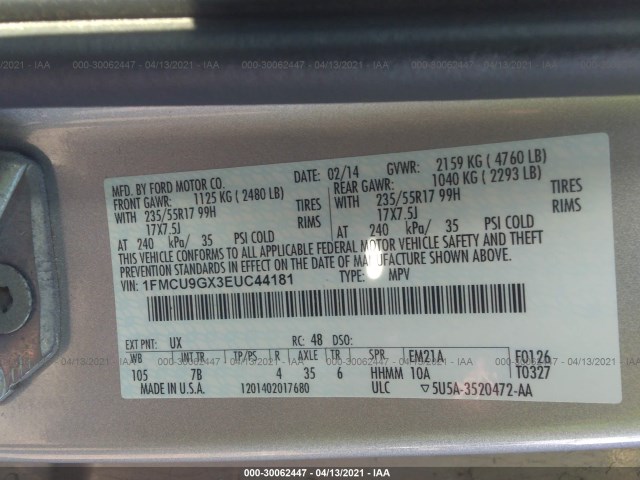 000-30062447 - 04/13/2021 - IAA
MFD. BY FORD MOTOR CO. DATE: 02/14 GVWR: 2159 KG ( 4760 LB)
FRONT GAWR: 1125 KG ( 2480 LB) REAR GAWR: 1040 KG ( 2293 LB)
WITH 235/55R17 99H TIRES WITH 235/55R17 99H TIRES
17X7.5J RIMS 17X7.5J RIMS
AT 240 kPa/ 35 PSI COLD AT 240 kPa/ 35 PSI COLD
THIS VEHICLE CONFORMS TO ALL APPLICABLE FEDERAL MOTOR VEHICLE SAFETY AND THEFT
PREVENTION STANDARDS IN EFFECT ON THE DATE OF MANUFACTURE SHOWN ABOVE.
VIN: 1FMCU9GX3EUC44181 TYPE: MPV
EXT PNT: UX RC: 48 DSO:
WB INT TR TP/PS R AXLE TR SPR EM21A F0126
105 7B 4 35 6 HHMM 10A T0327
MADE IN U.S.A. 1201402017680 ULC ▽5U5A-3520472-AA
000-30062447 - 04/13/2021 - IAA